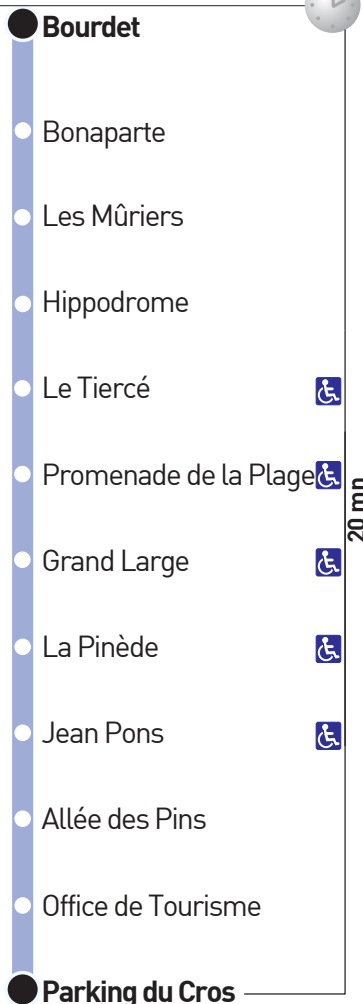 Bourdet
Bonaparte
Les Mûriers
Hippodrome
Le Tiercé
Promenade de la Plage
20 mn
Grand Large
La Pinède
Jean Pons
Allée des Pins
Office de Tourisme
Parking du Cros